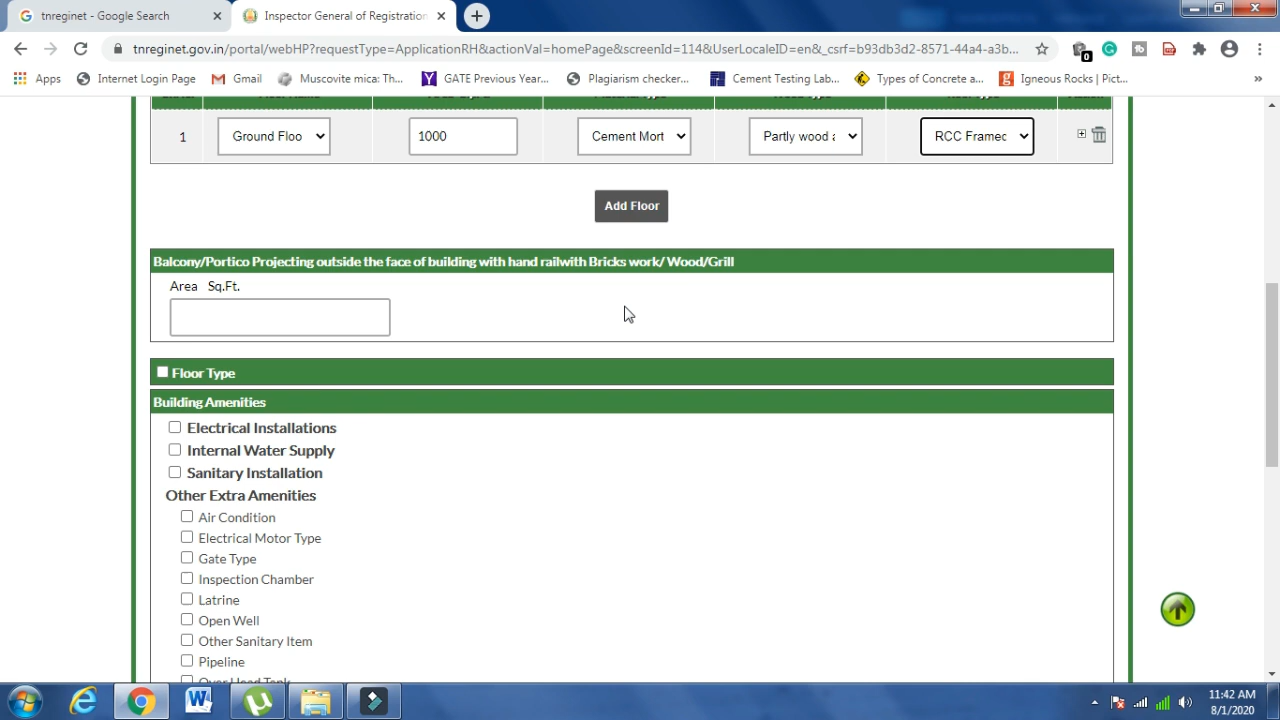 tnreginet - Google Search
Inspector General of Registration
tnreginet.gov.in/portal/webHP?requestType=ApplicationRH&actionVal=homePage&screenId=114&UserLocaleID=en&_csrf=b93db3d2-8571-44a4-a3b...
Apps Internet Login Page Gmail Muscovite mica: Th... GATE Previous Year... Plagiarism checker... Cement Testing Lab... Types of Concrete a... Igneous Rocks | Pict... »
1 Ground Floo 1000 Cement Mort Partly wood a RCC Framec
Add Floor
Balcony/Portico Projecting outside the face of building with hand railwith Bricks work/ Wood/Grill
Area Sq.Ft.
Floor Type
Building Amenities
Electrical Installations
Internal Water Supply
Sanitary Installation
Other Extra Amenities
Air Condition
Electrical Motor Type
Gate Type
Inspection Chamber
Latrine
Open Well
Other Sanitary Item
Pipeline
Over Head Tank
11:42 AM
8/1/2020